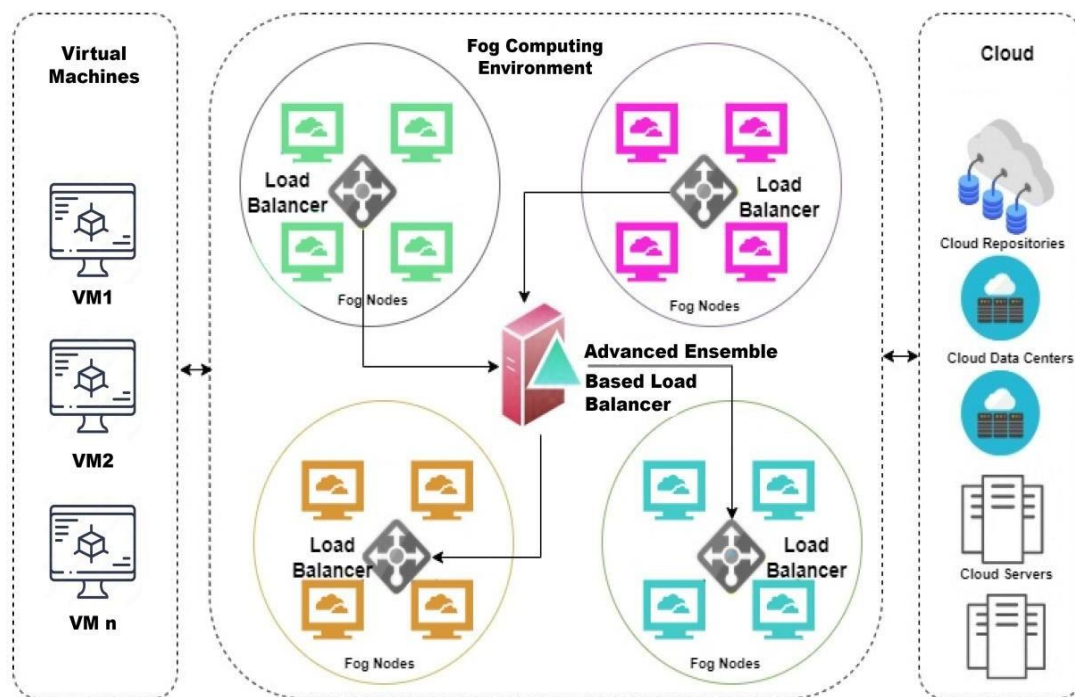 Virtual
Machines
VM1
VM2
VM n
Fog Computing
Environment
Load
Balancer
Fog Nodes
Load
Balancer
Fog Nodes
Advanced Ensemble
Based Load
Balancer
Load
Balancer
Fog Nodes
Load
Balancer
Fog Nodes
Cloud
Cloud Repositories
Cloud Data Centers
Cloud Servers